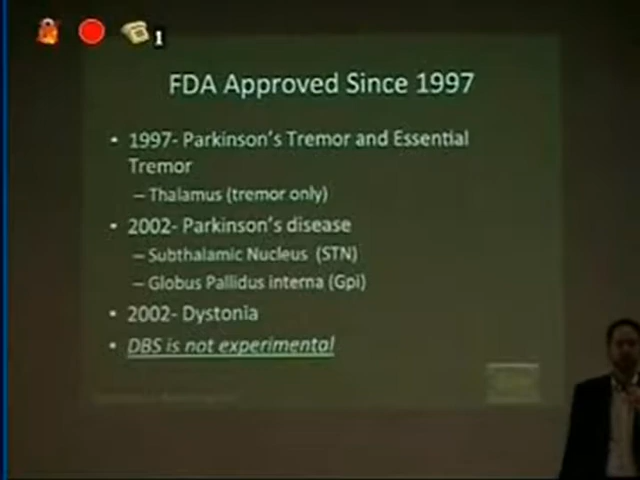 1
FDA Approved Since 1997
• 1997- Parkinson's Tremor and Essential
Tremor
– Thalamus (tremor only)
• 2002- Parkinson's disease
– Subthalamic Nucleus (STN)
– Globus Pallidus interna (Gpi)
• 2002- Dystonia
• DBS is not experimental